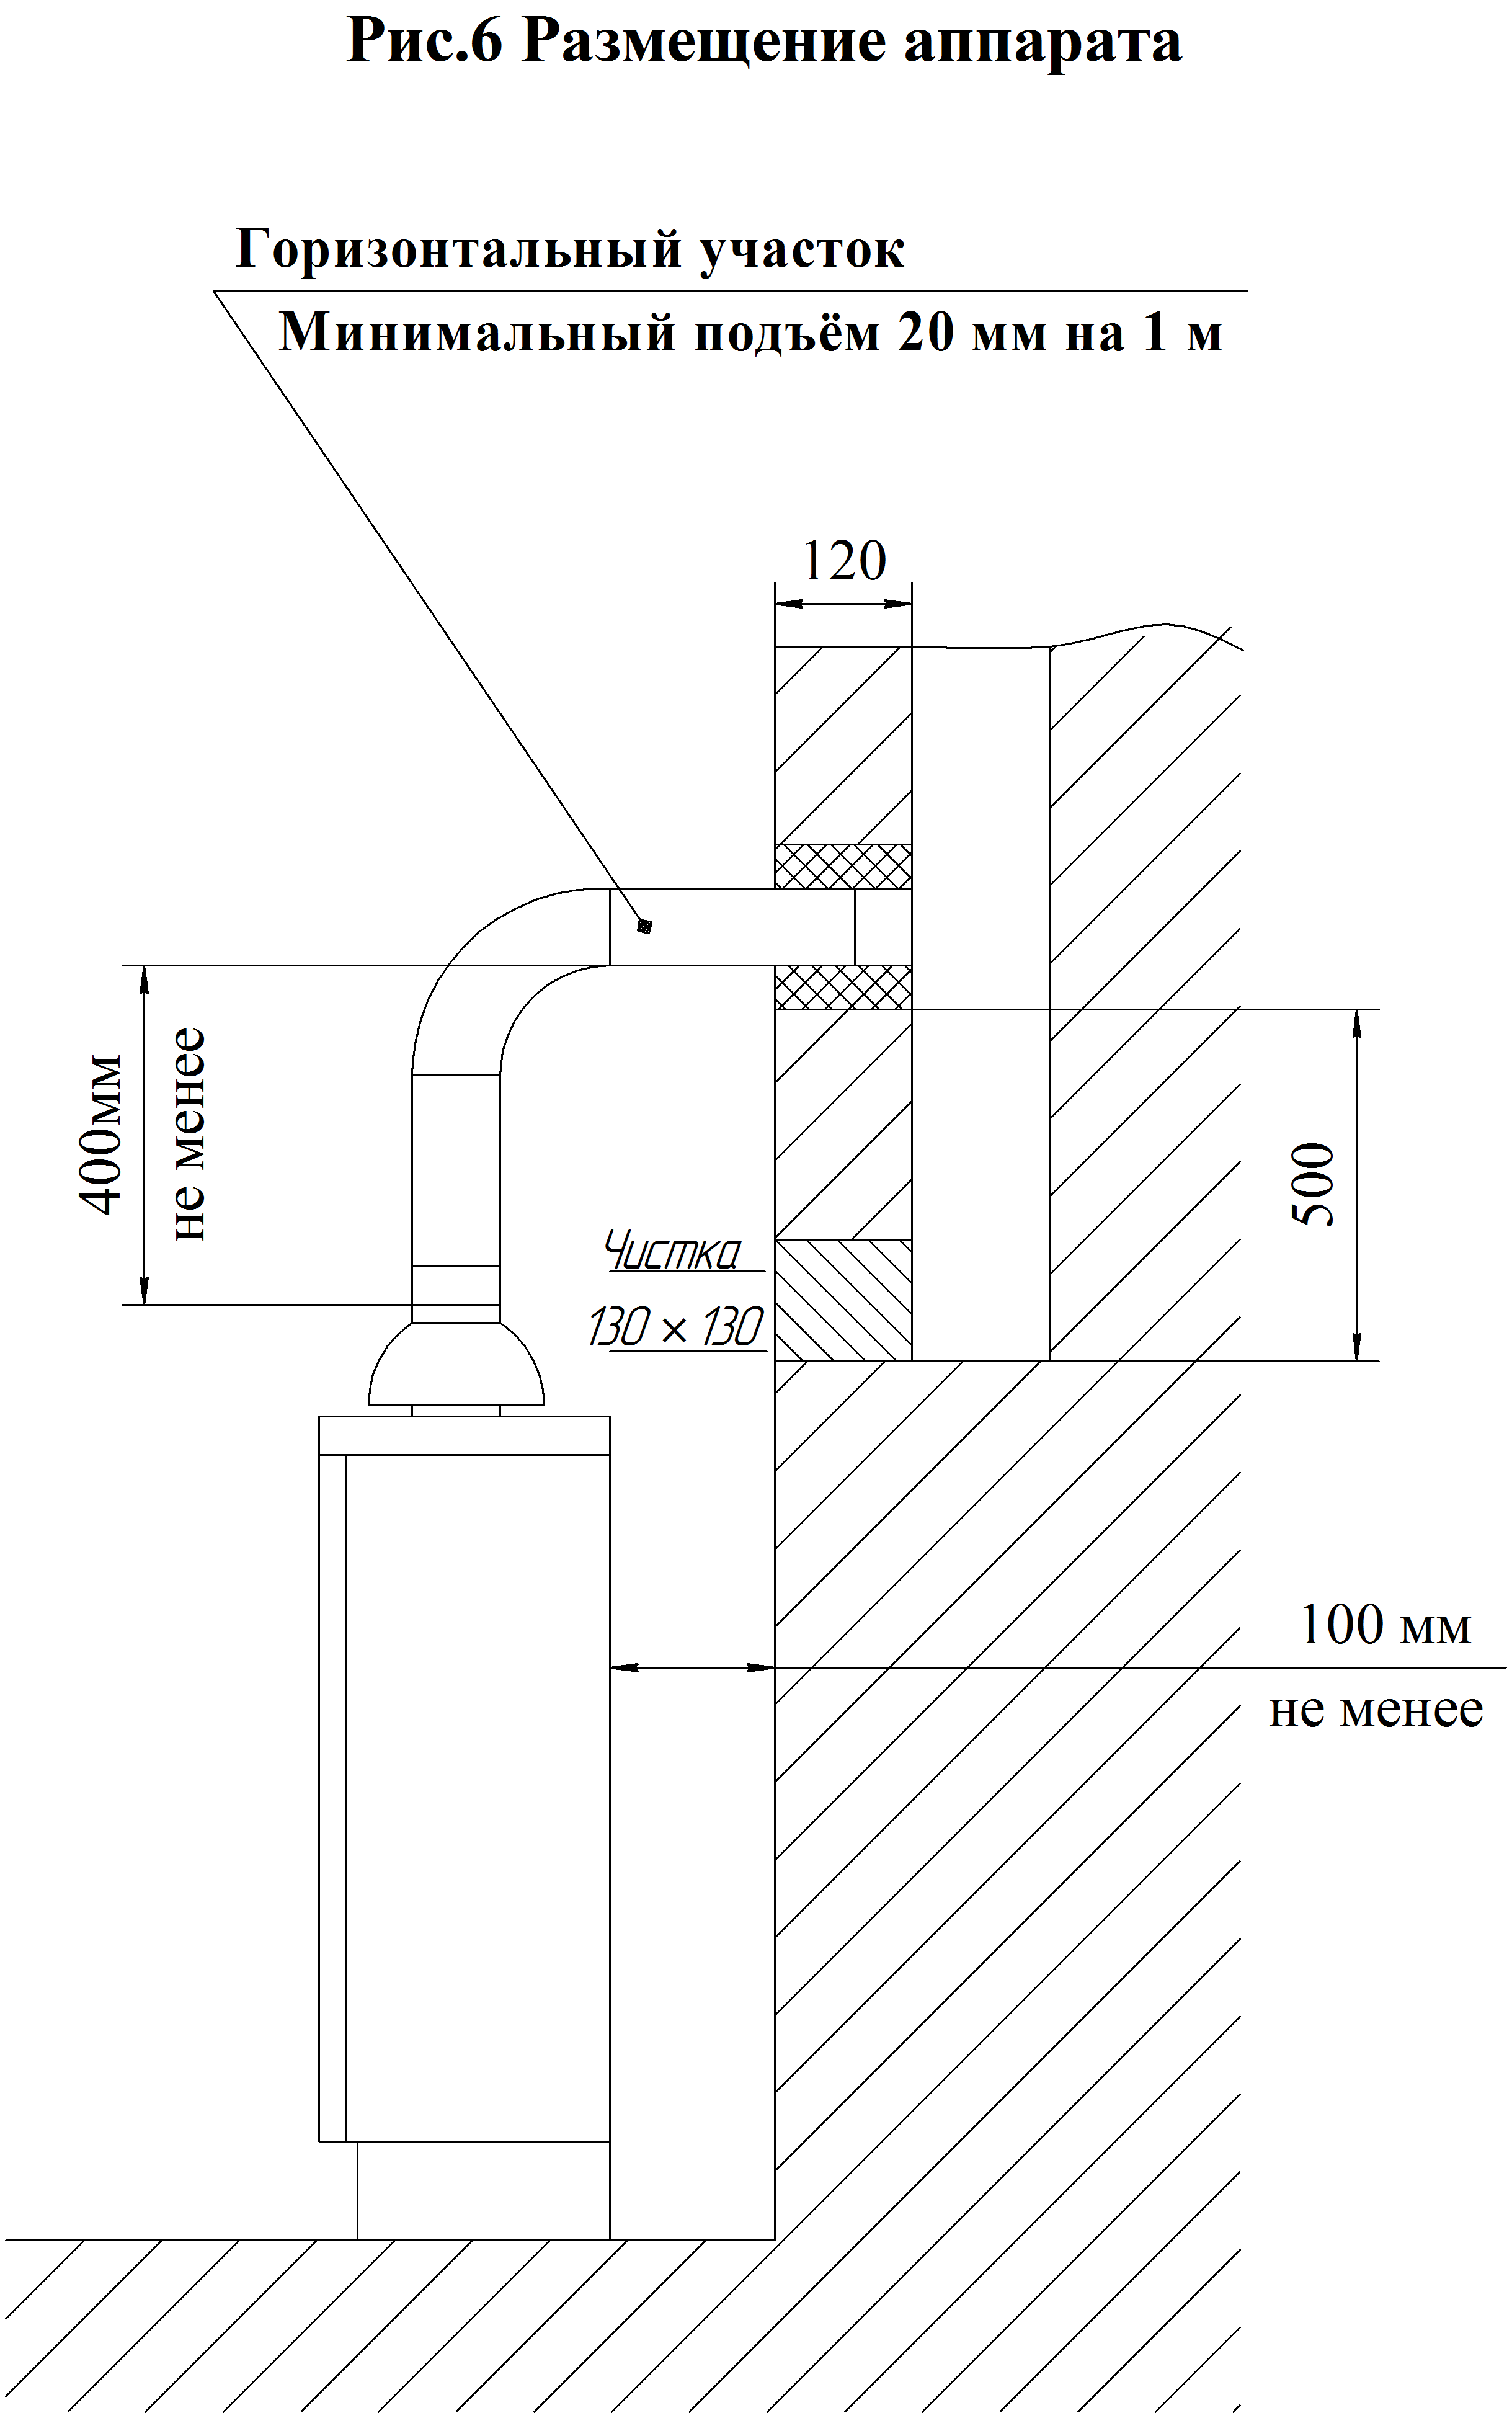 Рис.6 Размещение аппарата
Горизонтальный участок
Минимальный подъём 20 мм на 1 м
120
400мм
не менее
Чистка
130 × 130
500
100 мм
не менее